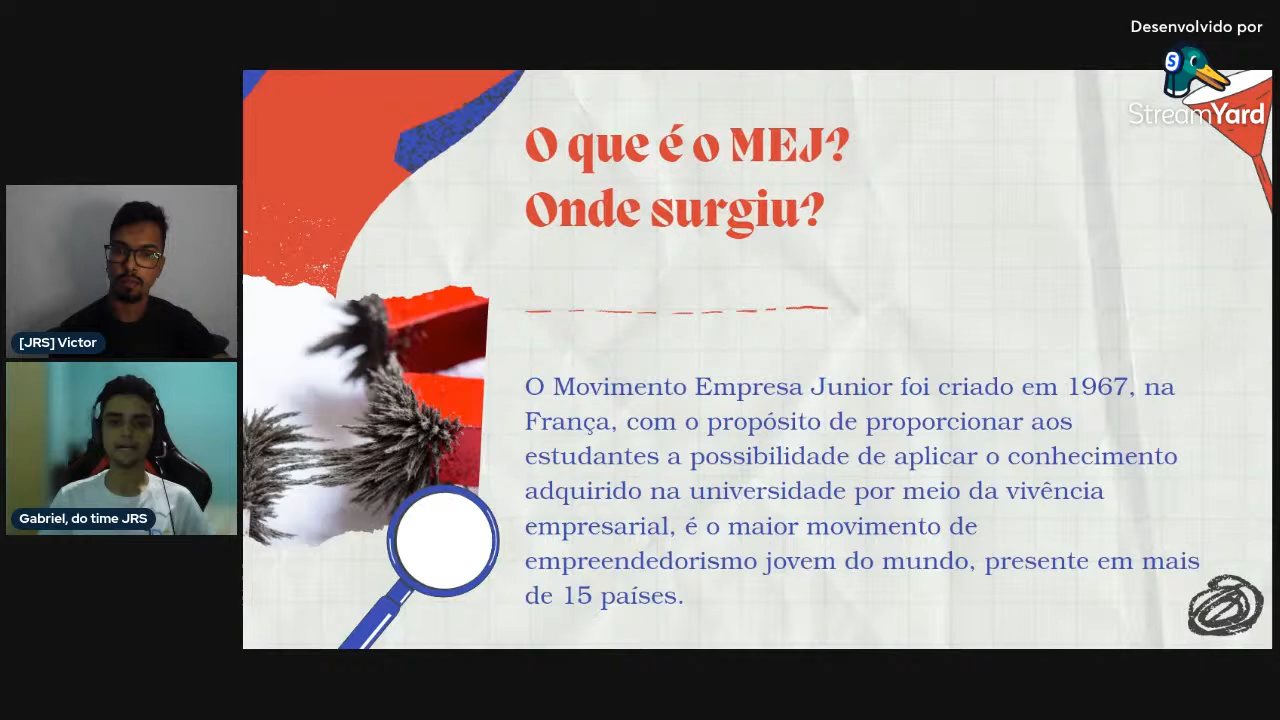 Desenvolvido por
S
StreamYard
O que é o MEJ?
Onde surgiu?
O Movimento Empresa Junior foi criado em 1967, na
França, com o propósito de proporcionar aos
estudantes a possibilidade de aplicar o conhecimento
adquirido na universidade por meio da vivência
empresarial, é o maior movimento de
empreendedorismo jovem do mundo, presente em mais
de 15 países.
[JRS] Victor
Gabriel, do time JRS